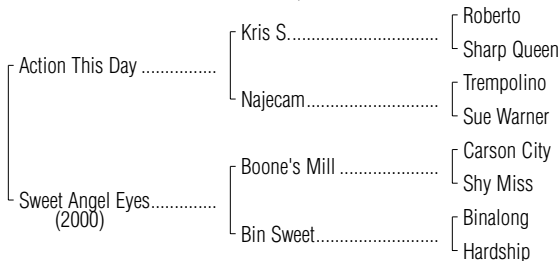 Roberto
Kris S.................................................
Sharp Queen
Action This Day ................
Trempolino
Najecam.............................................
Sue Warner
Carson City
Boone's Mill ..................................
Shy Miss
Sweet Angel Eyes..............
(2000)
Binalong
Bin Sweet..........................................
Hardship